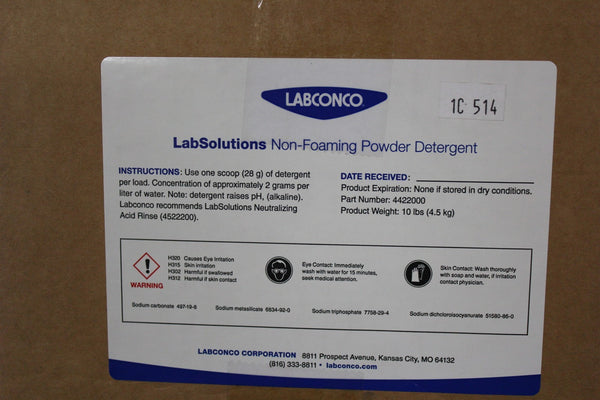 LABCONCO
1C 514
LabSolutions Non-Foaming Powder Detergent
INSTRUCTIONS: Use one scoop (28 g) of detergent
per load. Concentration of approximately 2 grams per
liter of water. Note: detergent raises pH, (alkaline).
Labconco recommends LabSolutions Neutralizing
Acid Rinse (4522200).
DATE RECEIVED:
Product Expiration: None if stored in dry conditions.
Part Number: 4422000
Product Weight: 10 lbs (4.5 kg)
WARNING
H320 Causes Eye Irritation
H315 Skin irritation
H302 Harmful if swallowed
H312 Harmful if skin contact
Eye Contact: Immediately
wash with water for 15 minutes,
seek medical attention.
Skin Contact: Wash thoroughly
with soap and water, if irritation
contact physician.
Sodium carbonate 497-19-8 Sodium metasilicate 6834-92-0 Sodium triphosphate 7758-29-4 Sodium dichloroisocyanurate 51580-86-0
LABCONCO CORPORATION 8811 Prospect Avenue, Kansas City, MO 64132
(816) 333-8811 • labconco.com